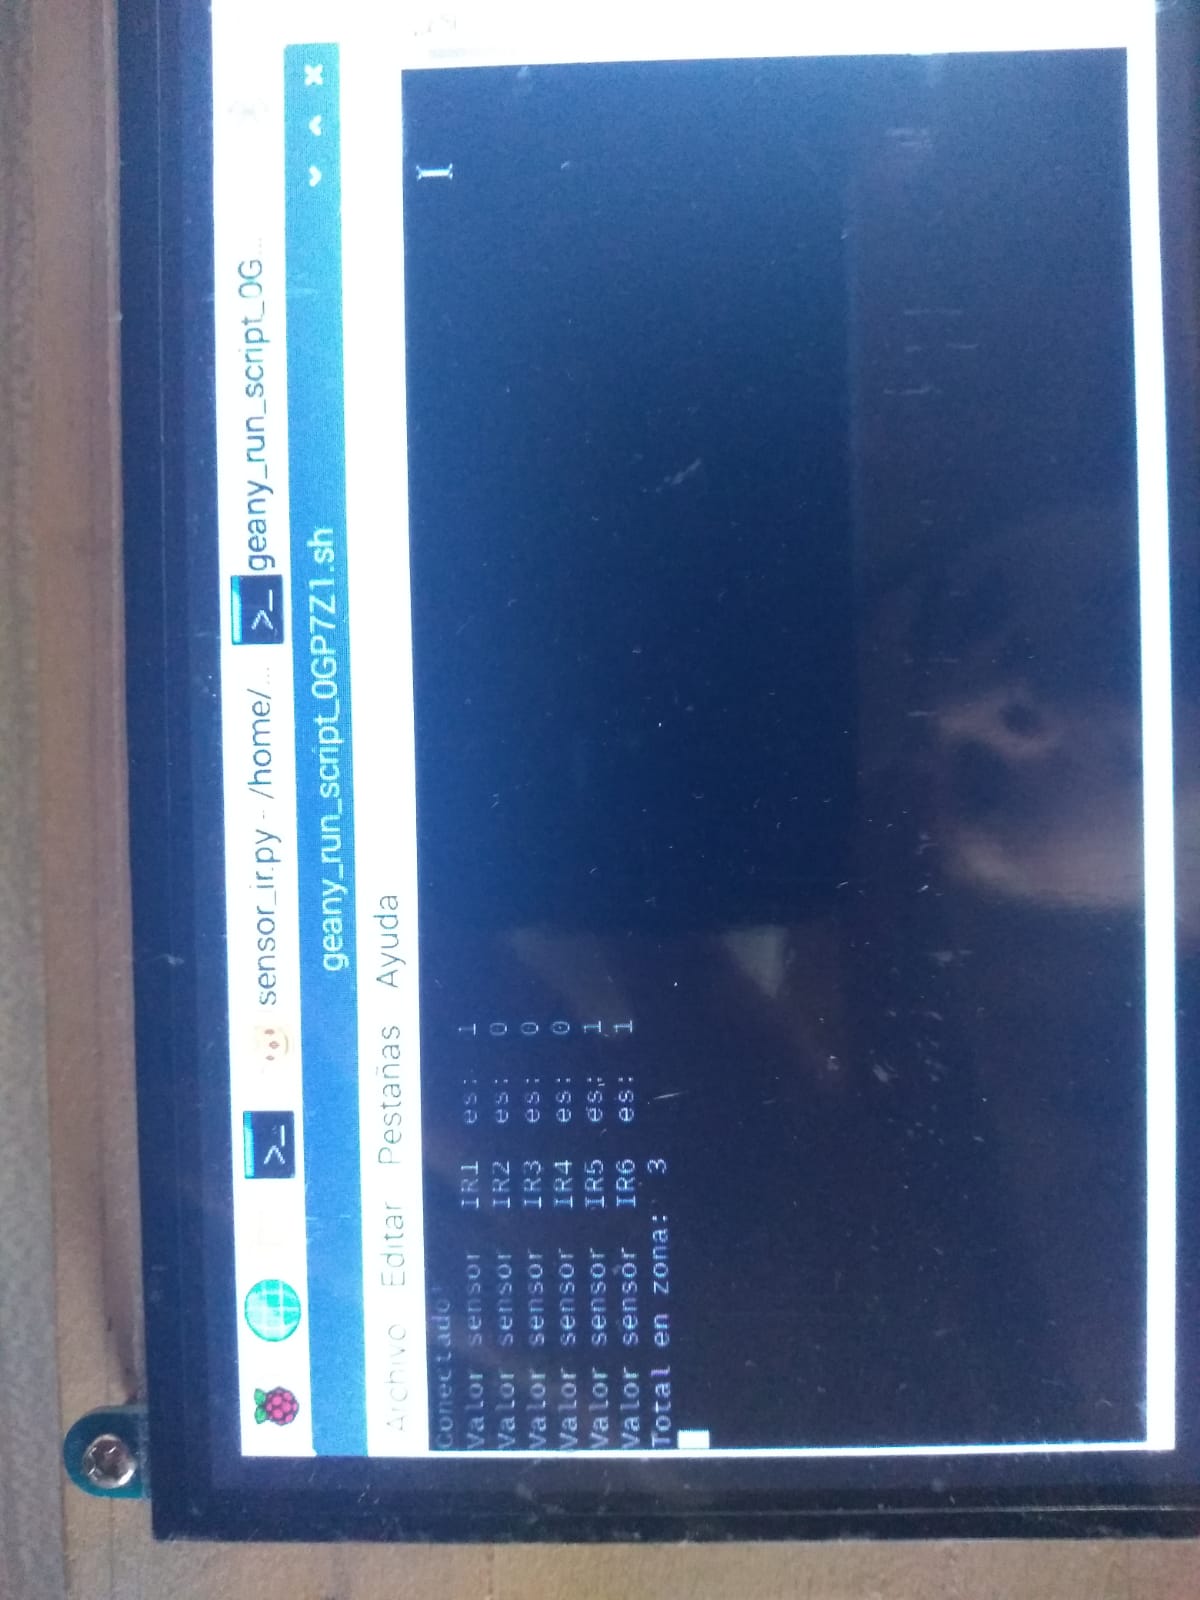 >_ sensor_ir.py - /home/... >_ geany_run_script_0G...
geany_run_script_0GP7Z1.sh
Archivo Editar Pestañas Ayuda
Conectado!
Valor sensor IR1 es: 1
Valor sensor IR2 es: 0
Valor sensor IR3 es: 0
Valor sensor IR4 es: 0
Valor sensor IR5 es: 1
Valor sensor IR6 es: 1
Total en zona: 3